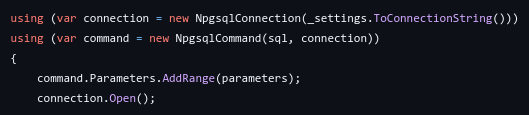 using (var connection = new NpgsqlConnection(_settings.ToConnectionString()))
using (var command = new NpgsqlCommand(sql, connection))
{
    command.Parameters.AddRange(parameters);
    connection.Open();